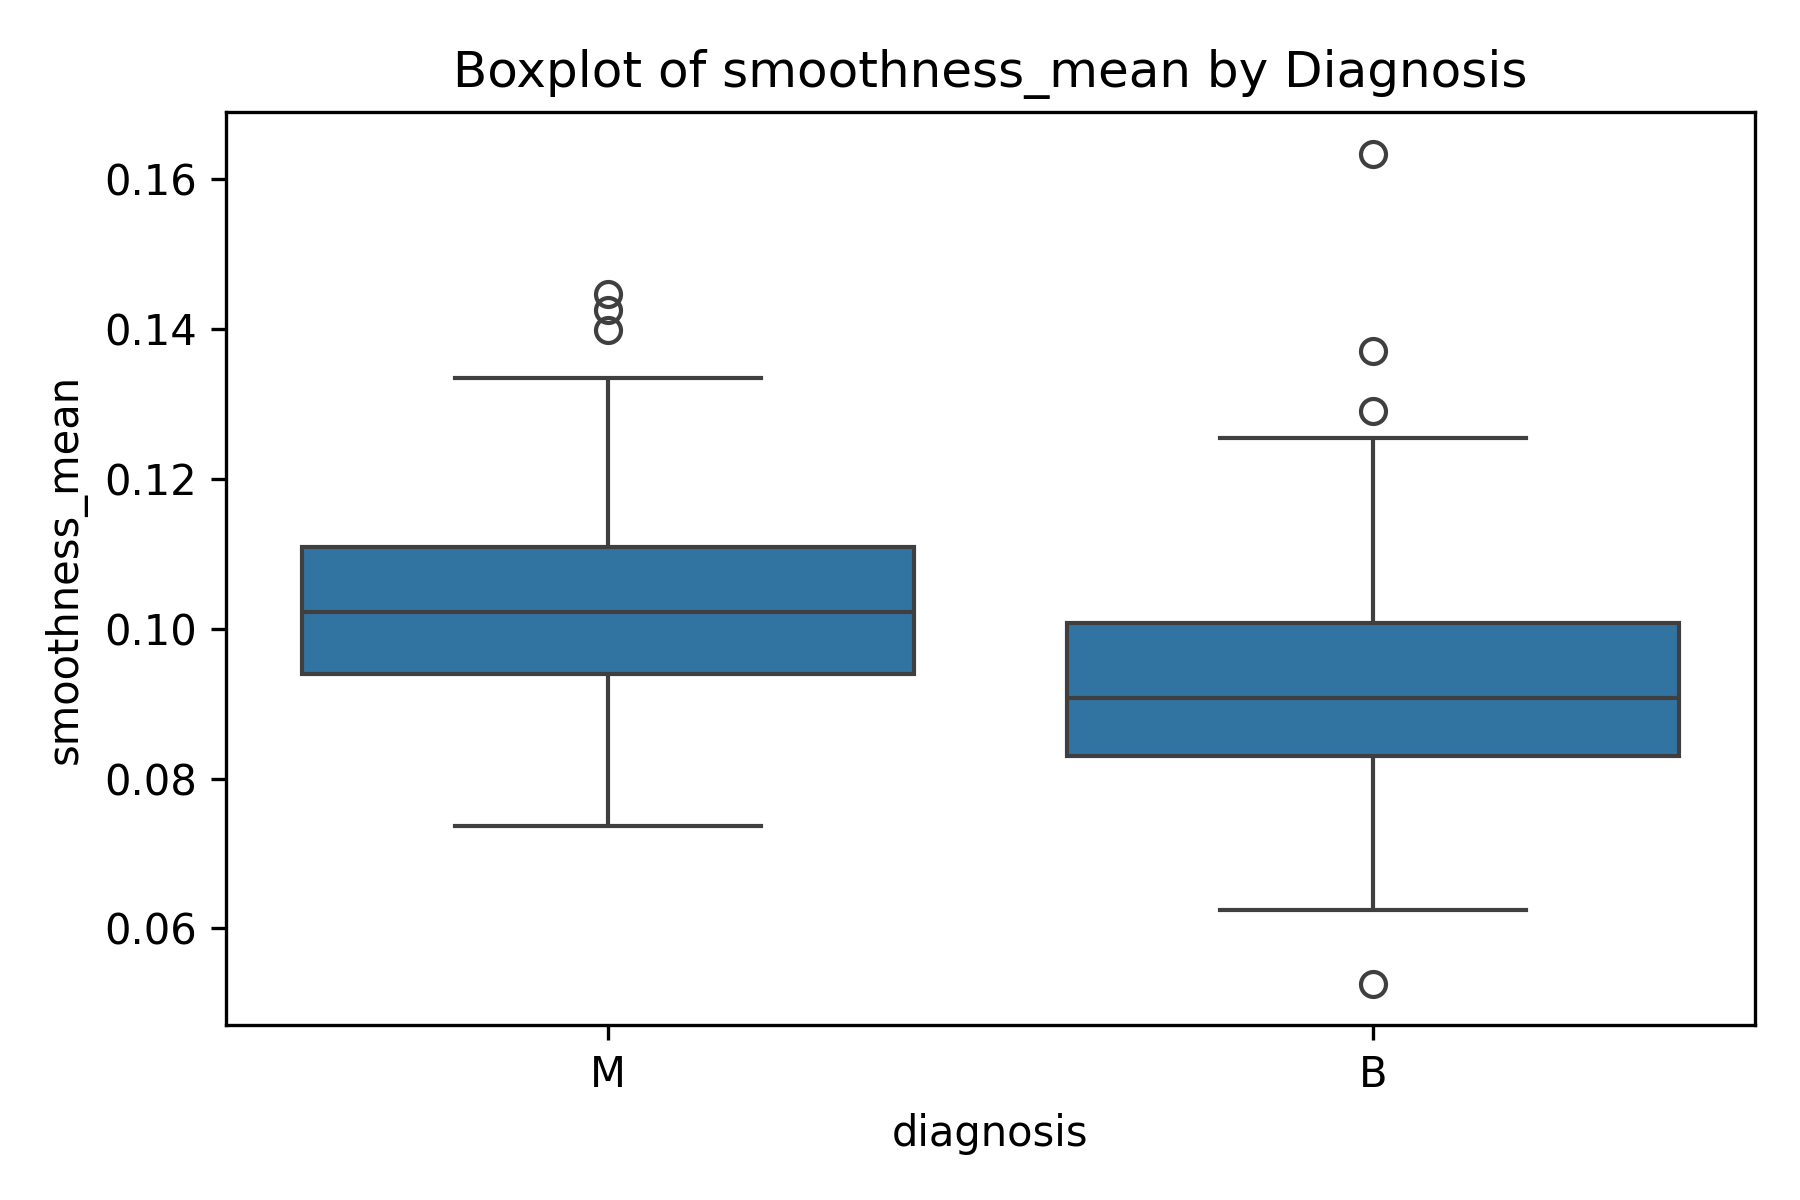 Boxplot of smoothness_mean by Diagnosis
smoothness_mean
0.16
0.14
0.12
0.10
0.08
0.06
M
B
diagnosis